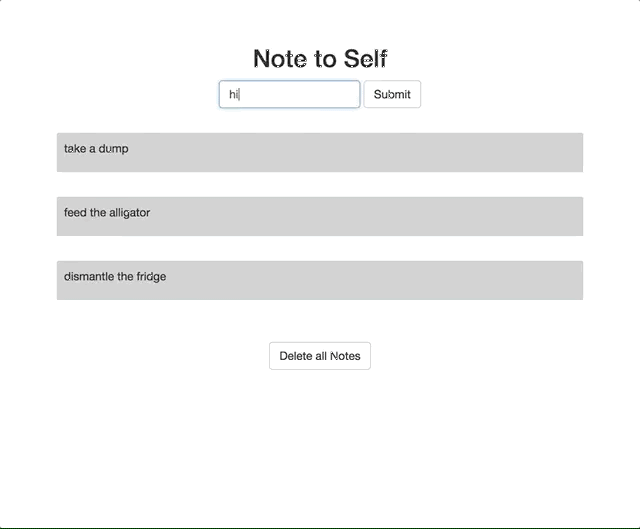 Note to Self
hi
Submit
take a dump
feed the alligator
dismantle the fridge
Delete all Notes